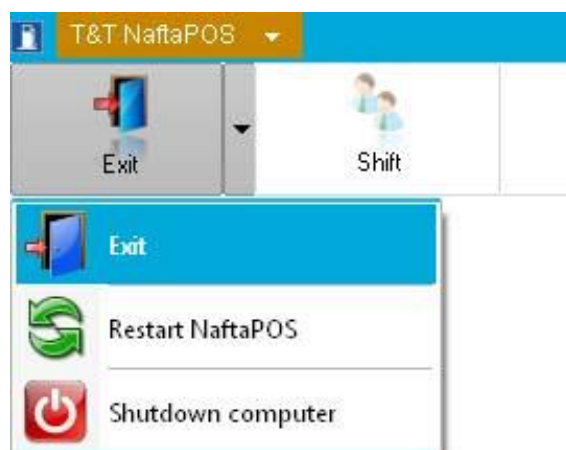 T&T NaftaPOS
Exit
Shift
Exit
Restart NaftaPOS
Shutdown computer